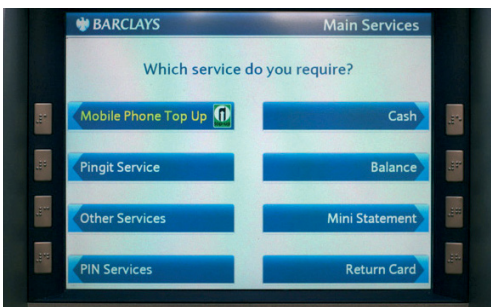 BARCLAYS
Main Services
Which service do you require?
Mobile Phone Top Up
Cash
Pingit Service
Balance
Other Services
Mini Statement
PIN Services
Return Card